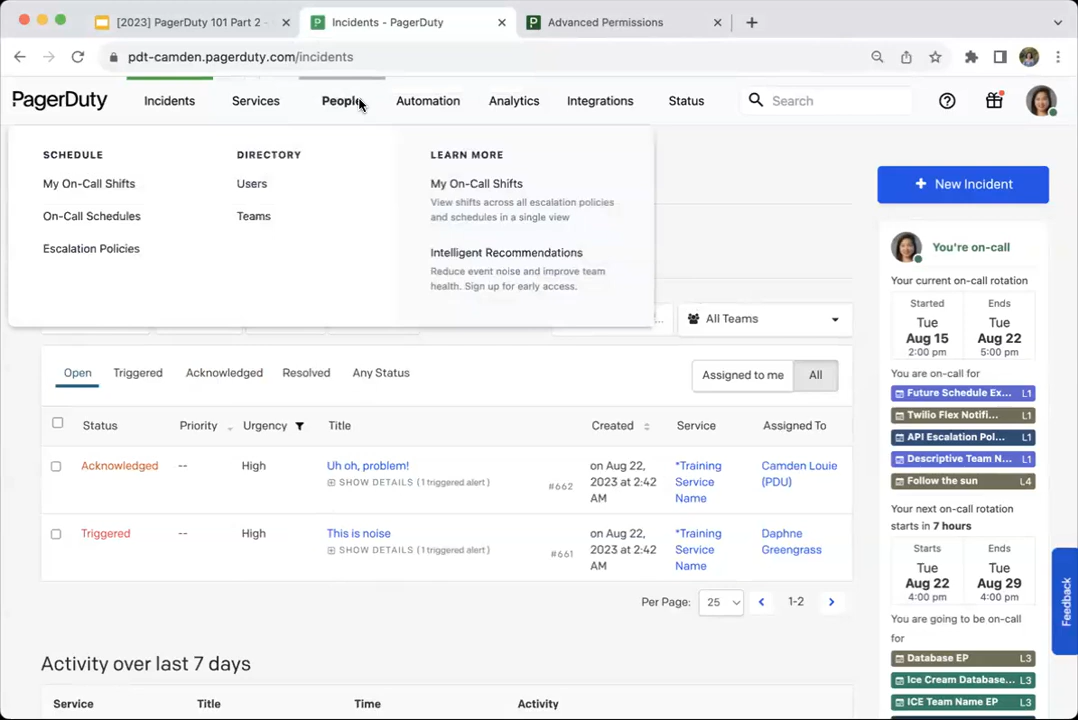 [2023] PagerDuty 101 Part 2 -
Incidents - PagerDuty
Advanced Permissions
pdt-camden.pagerduty.com/incidents
PagerDuty
Incidents
Services
People
Automation
Analytics
Integrations
Status
Search
SCHEDULE
My On-Call Shifts
On-Call Schedules
Escalation Policies
DIRECTORY
Users
Teams
LEARN MORE
My On-Call Shifts
View shifts across all escalation policies
and schedules in a single view
Intelligent Recommendations
Reduce event noise and improve team
health. Sign up for early access.
+ New Incident
All Teams
Open
Triggered
Acknowledged
Resolved
Any Status
Assigned to me
All
Status
Priority
Urgency
Title
Created
Service
Assigned To
Acknowledged
--
High
Uh oh, problem!
SHOW DETAILS (1 triggered alert)
#662
on Aug 22,
2023 at 2:42
AM
*Training
Service
Name
Camden Louie
(PDU)
Triggered
--
High
This is noise
SHOW DETAILS (1 triggered alert)
#661
on Aug 22,
2023 at 2:42
AM
*Training
Service
Name
Daphne
Greengrass
Per Page:
25
1-2
Activity over last 7 days
Service
Title
Time
Activity
You're on-call
Your current on-call rotation
Started
Tue
Aug 15
2:00 pm
Ends
Tue
Aug 22
5:00 pm
You are on-call for
Future Schedule Ex... L1
Twilio Flex Notifi... L1
API Escalation Pol... L1
Descriptive Team N... L1
Follow the sun L4
Your next on-call rotation
starts in 7 hours
Starts
Tue
Aug 22
4:00 pm
Ends
Tue
Aug 29
4:00 pm
You are going to be on-call
for
Database EP L3
Ice Cream Database... L3
ICE Team Name EP L3
Feedback